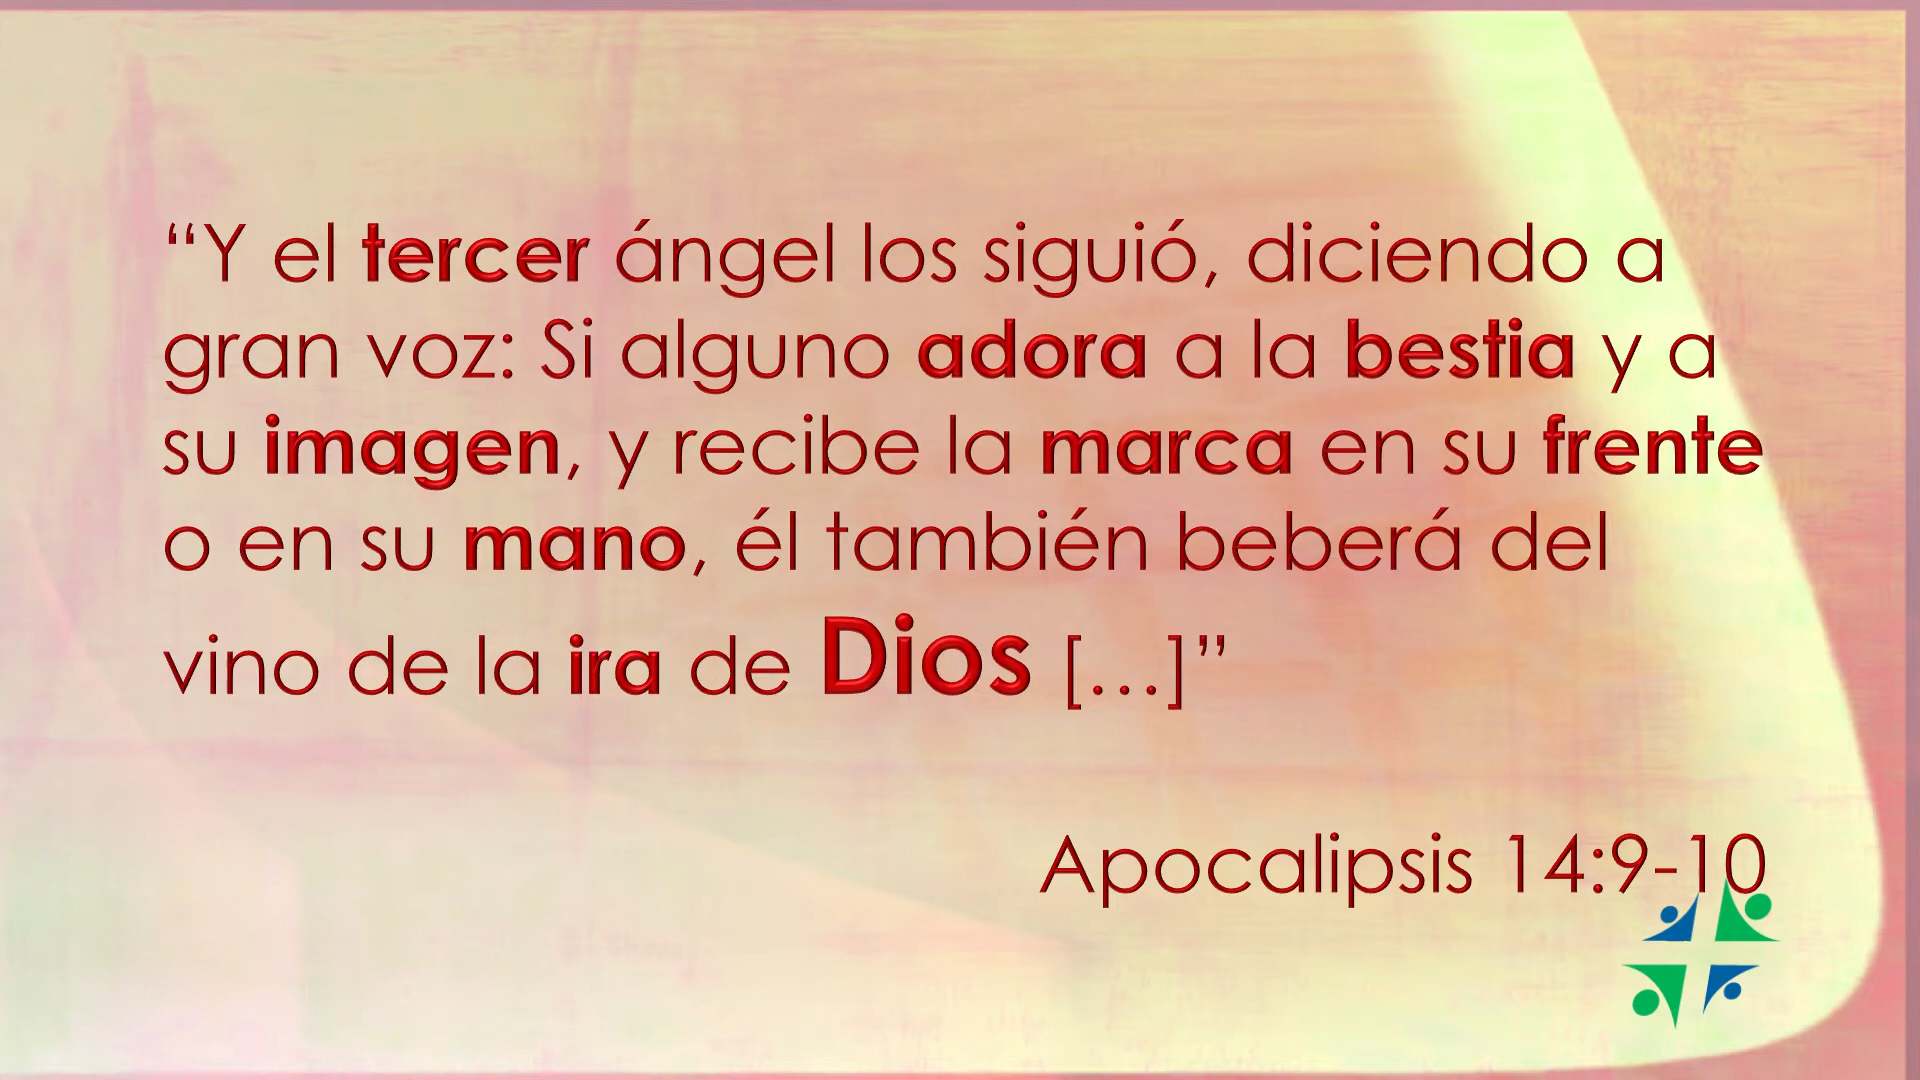 “Y el tercer ángel los siguió, diciendo a
gran voz: Si alguno adora a la bestia y a
su imagen, y recibe la marca en su frente
o en su mano, él también beberá del
vino de la ira de Dios [...]”
Apocalipsis 14:9-10